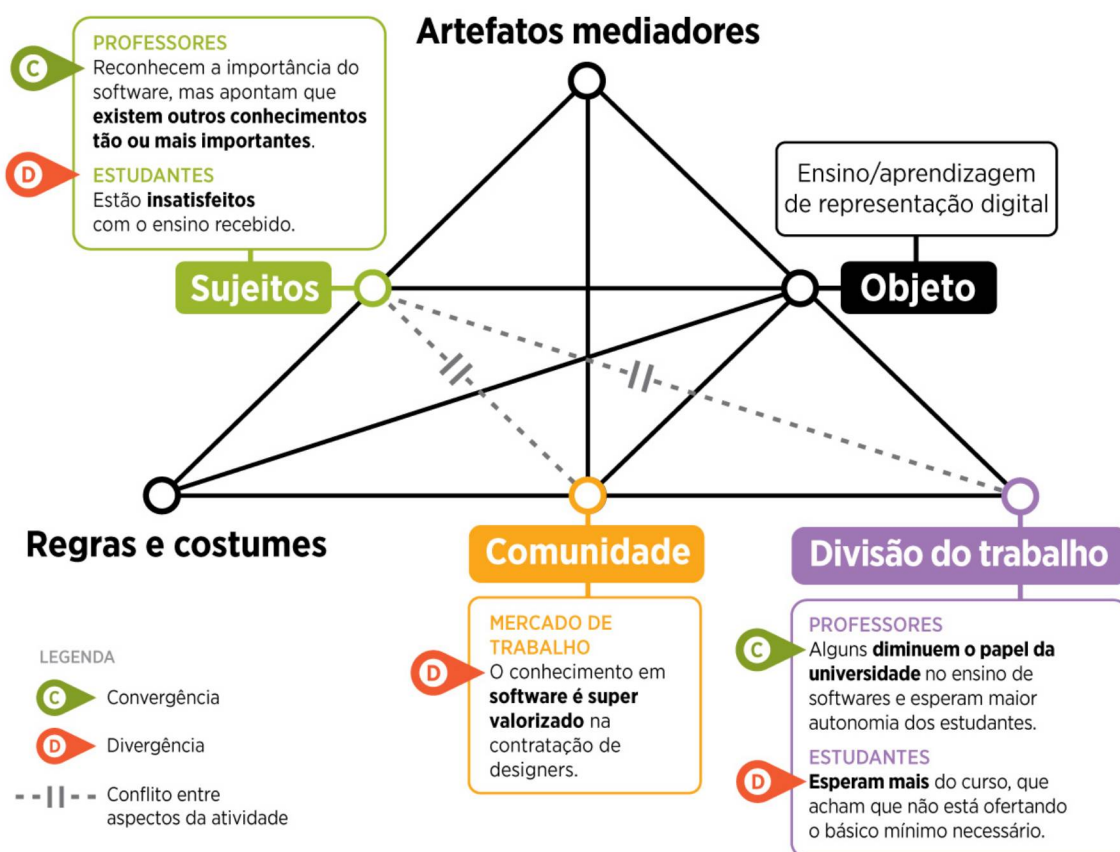 Artefatos mediadores
PROFESSORES
C
Reconhecem a importância do
software, mas apontam que
existem outros conhecimentos
tão ou mais importantes.
D
ESTUDANTES
Estão insatisfeitos
com o ensino recebido.
Sujeitos
Ensino/aprendizagem
de representação digital
Objeto
Regras e costumes
Comunidade
MERCADO DE
TRABALHO
D
O conhecimento em
software é super
valorizado na
contratação de
designers.
Divisão do trabalho
PROFESSORES
C
Alguns diminuem o papel da
universidade no ensino de
softwares e esperam maior
autonomia dos estudantes.
ESTUDANTES
D
Esperam mais do curso, que
acham que não está ofertando
o básico mínimo necessário.
LEGENDA
C Convergência
D Divergência
Conflito entre
aspectos da atividade